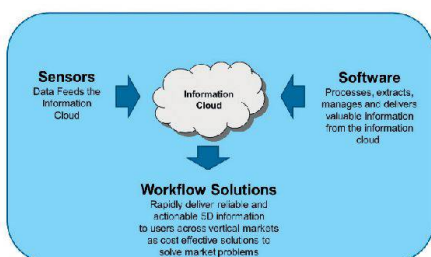 Sensors
Data Feeds the
Information
Cloud
Information
Cloud
Software
Processes, extracts,
manages and delivers
valuable information
from the information
cloud
Workflow Solutions
Rapidly deliver reliable and
actionable 5D information
to users across vertical markets
as cost effective solutions to
solve market problems